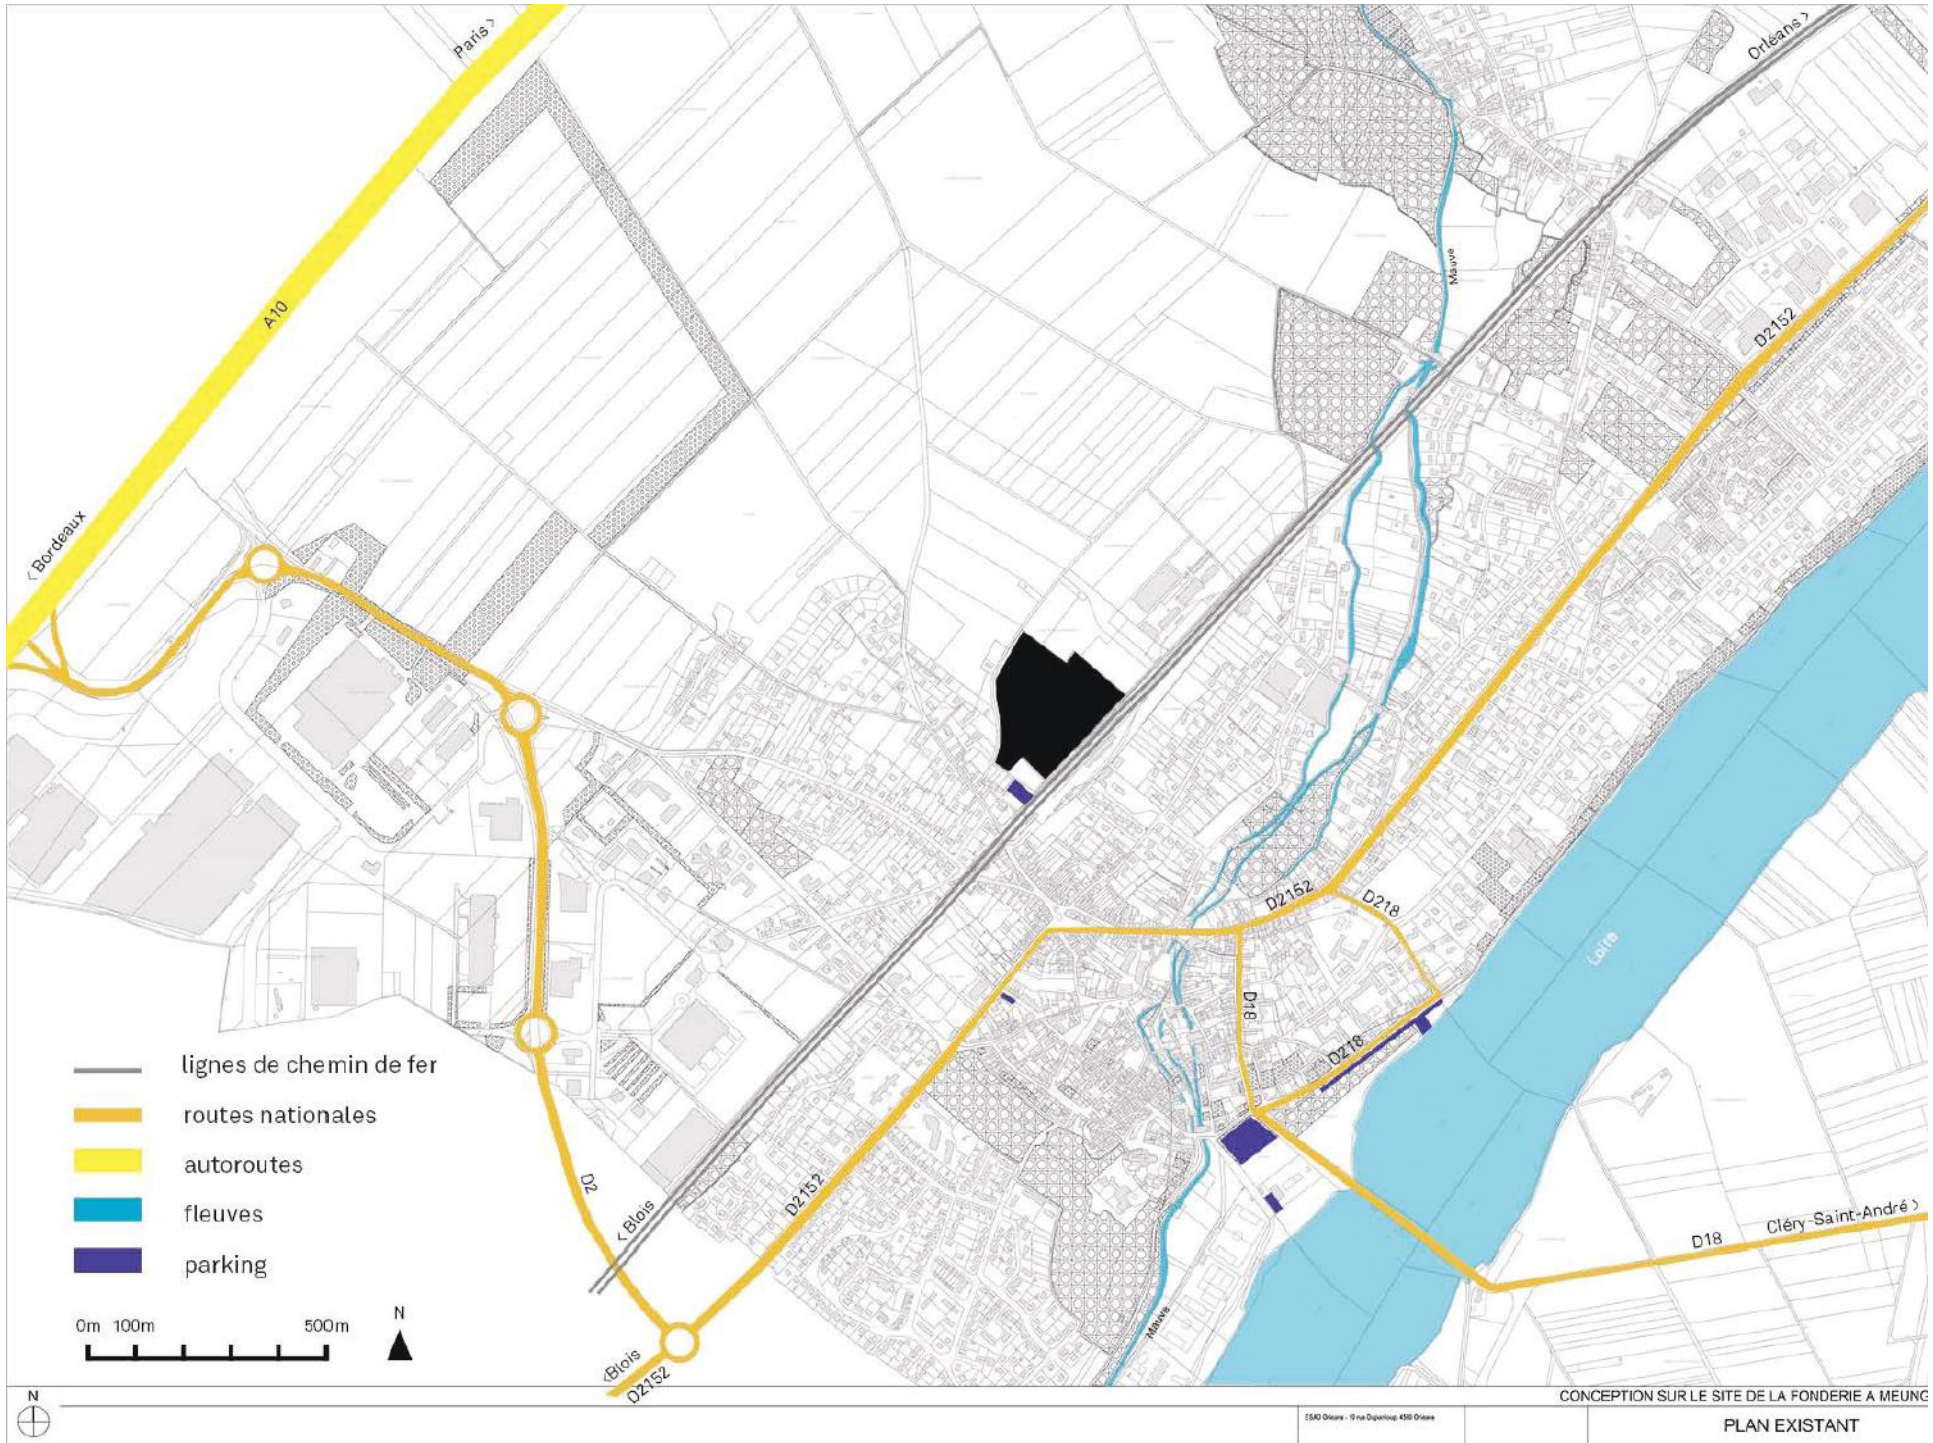 Paris >
Orléans >
Mauve
A10
D2152
< Bordeaux
Loire
D2152
D218
D118
D218
lignes de chemin de fer
routes nationales
autoroutes
fleuves
parking
D2
D2152
< Blois
Cléry-Saint-André >
D18
Mauve
0m 100m 500m
N
<Blois
D2152
N
CONCEPTION SUR LE SITE DE LA FONDERIE A MEUNG
PLAN EXISTANT